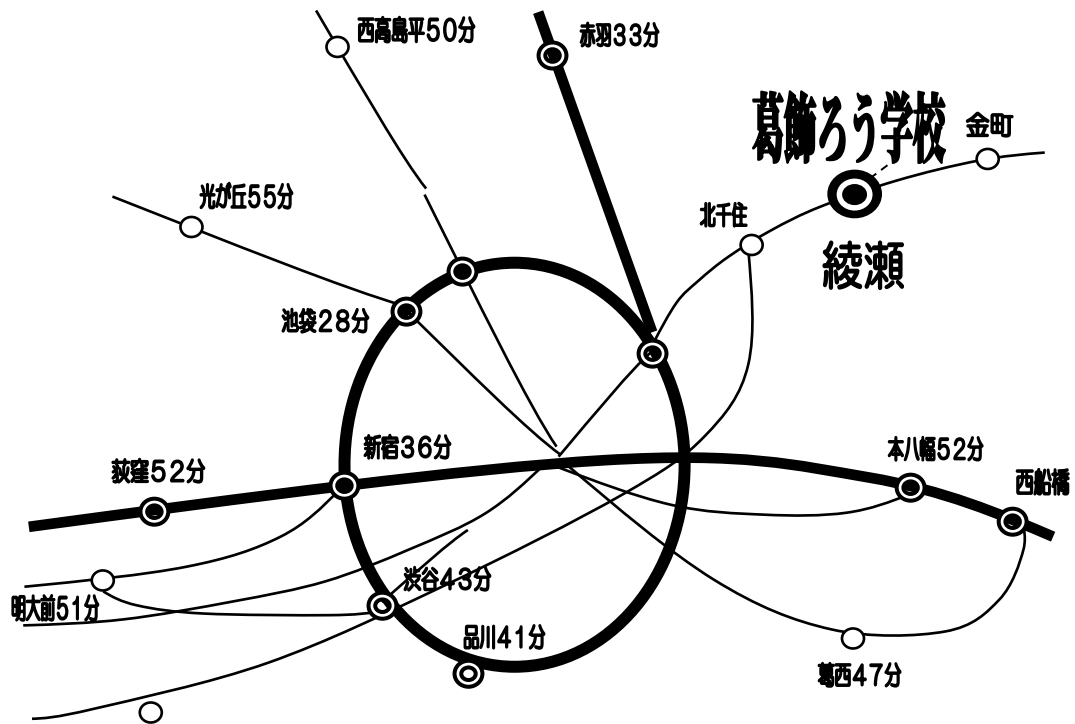 西高島平50分
赤羽33分
葛飾ろう学校
金町
光が丘55分
北千住
綾瀬
池袋28分
新宿36分
本八幡52分
荻窪52分
西船橋
渋谷43分
明大前51分
品川41分
葛西47分